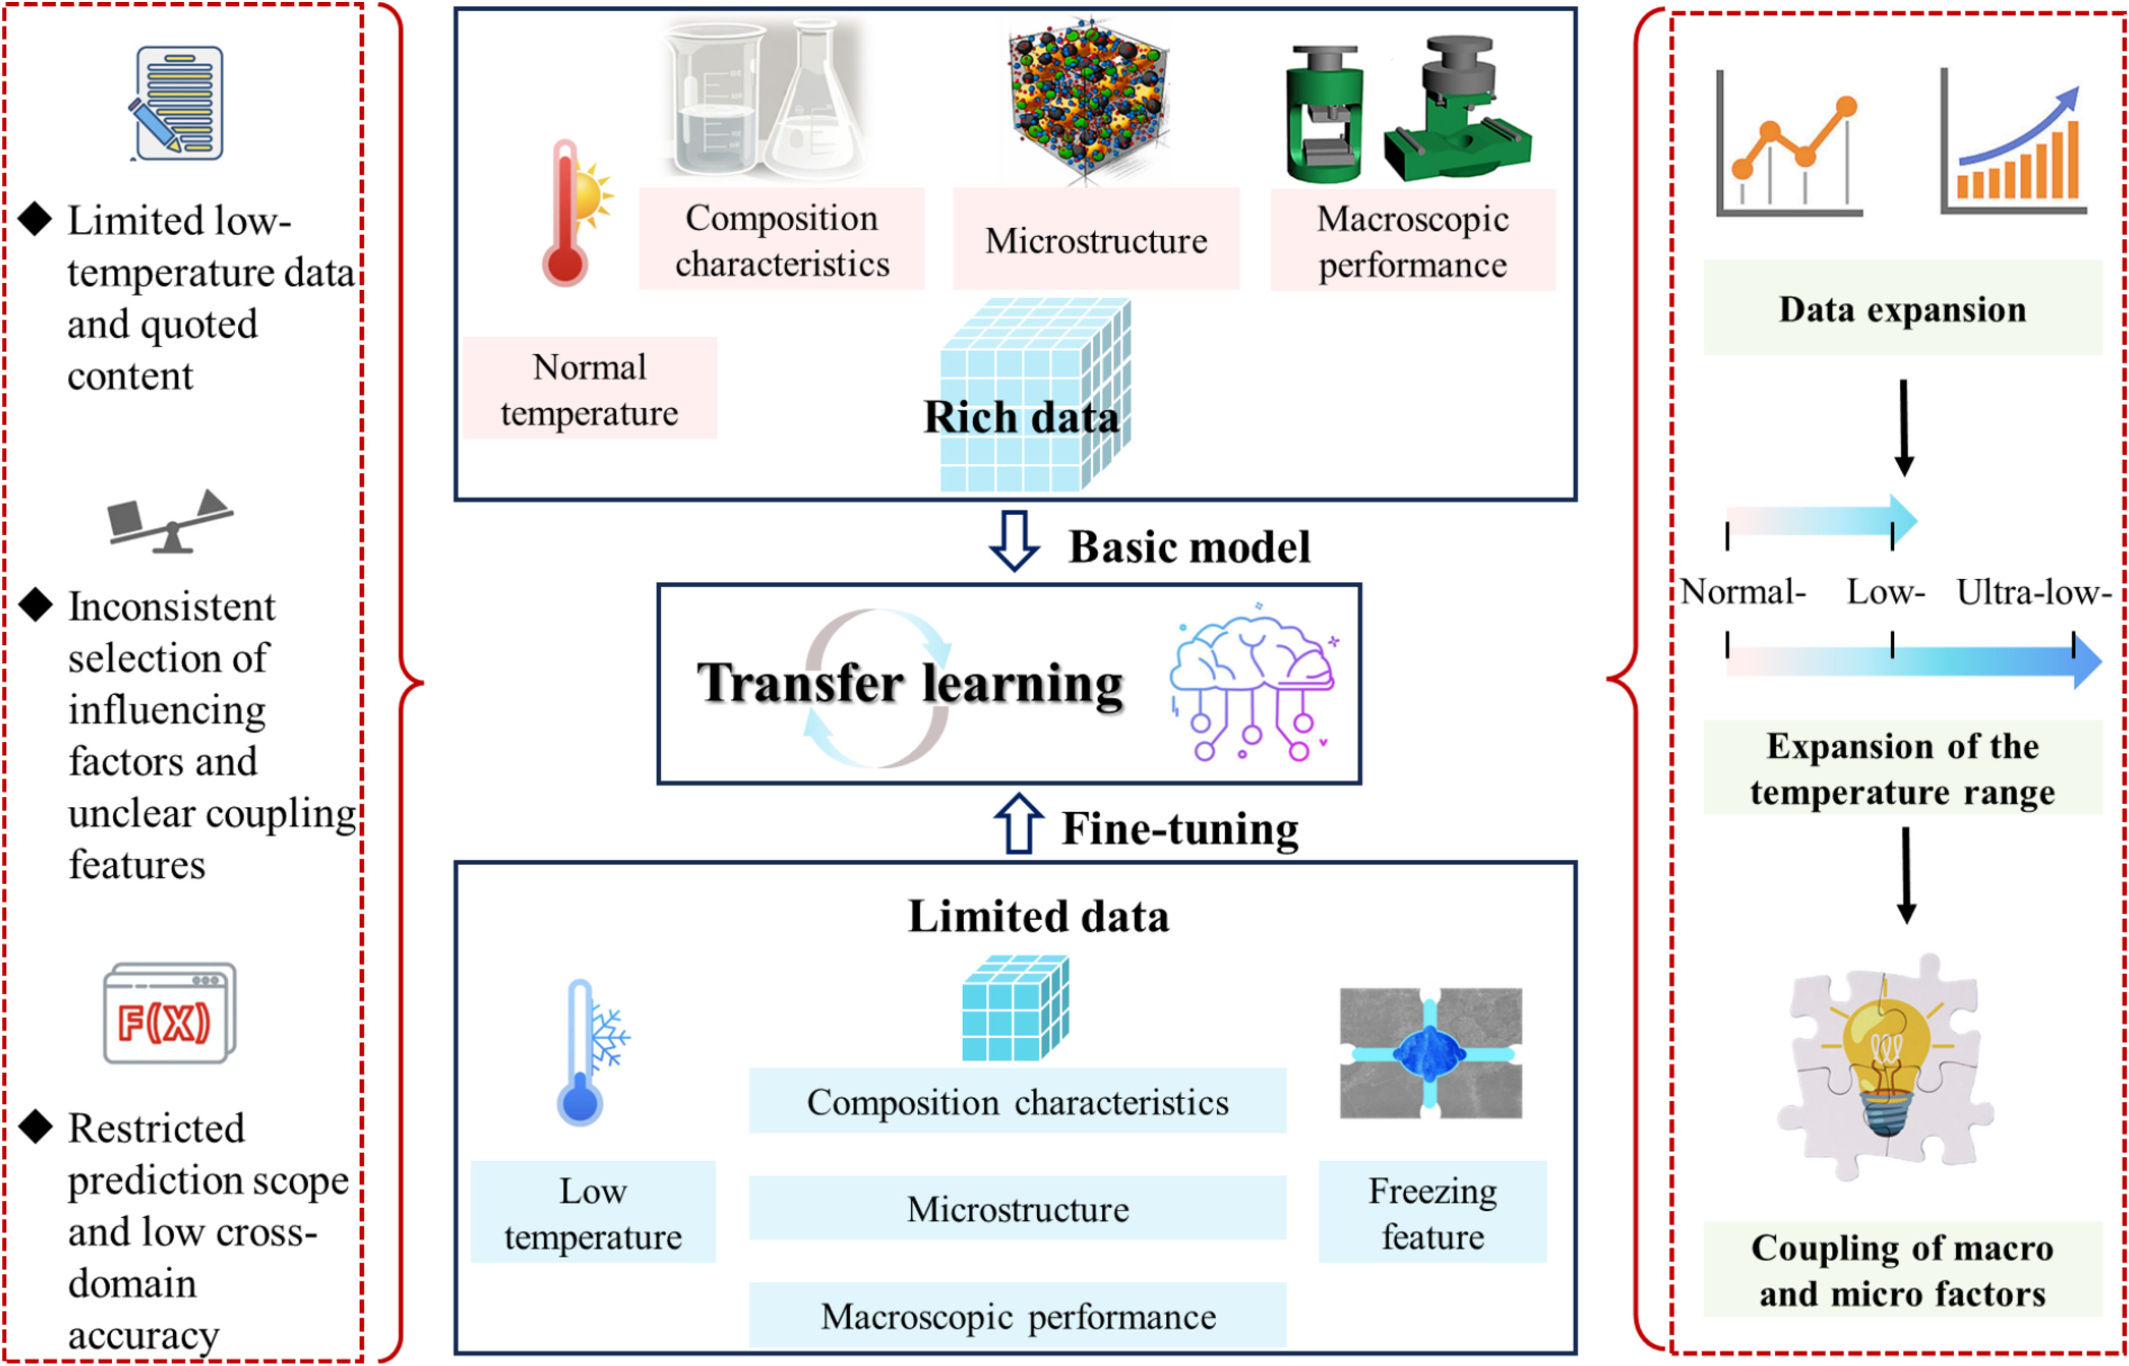 Limited low-
temperature data
and quoted
content
Inconsistent
selection of
influencing
factors and
unclear coupling
features
F(X)
Restricted
prediction scope
and low cross-
domain
accuracy
Composition
characteristics
Microstructure
Macroscopic
performance
Normal
temperature
Rich data
Basic model
Transfer learning
Fine-tuning
Limited data
Composition characteristics
Low
temperature
Microstructure
Freezing
feature
Macroscopic performance
Data expansion
Normal- Low- Ultra-low-
Expansion of the
temperature range
Coupling of macro
and micro factors